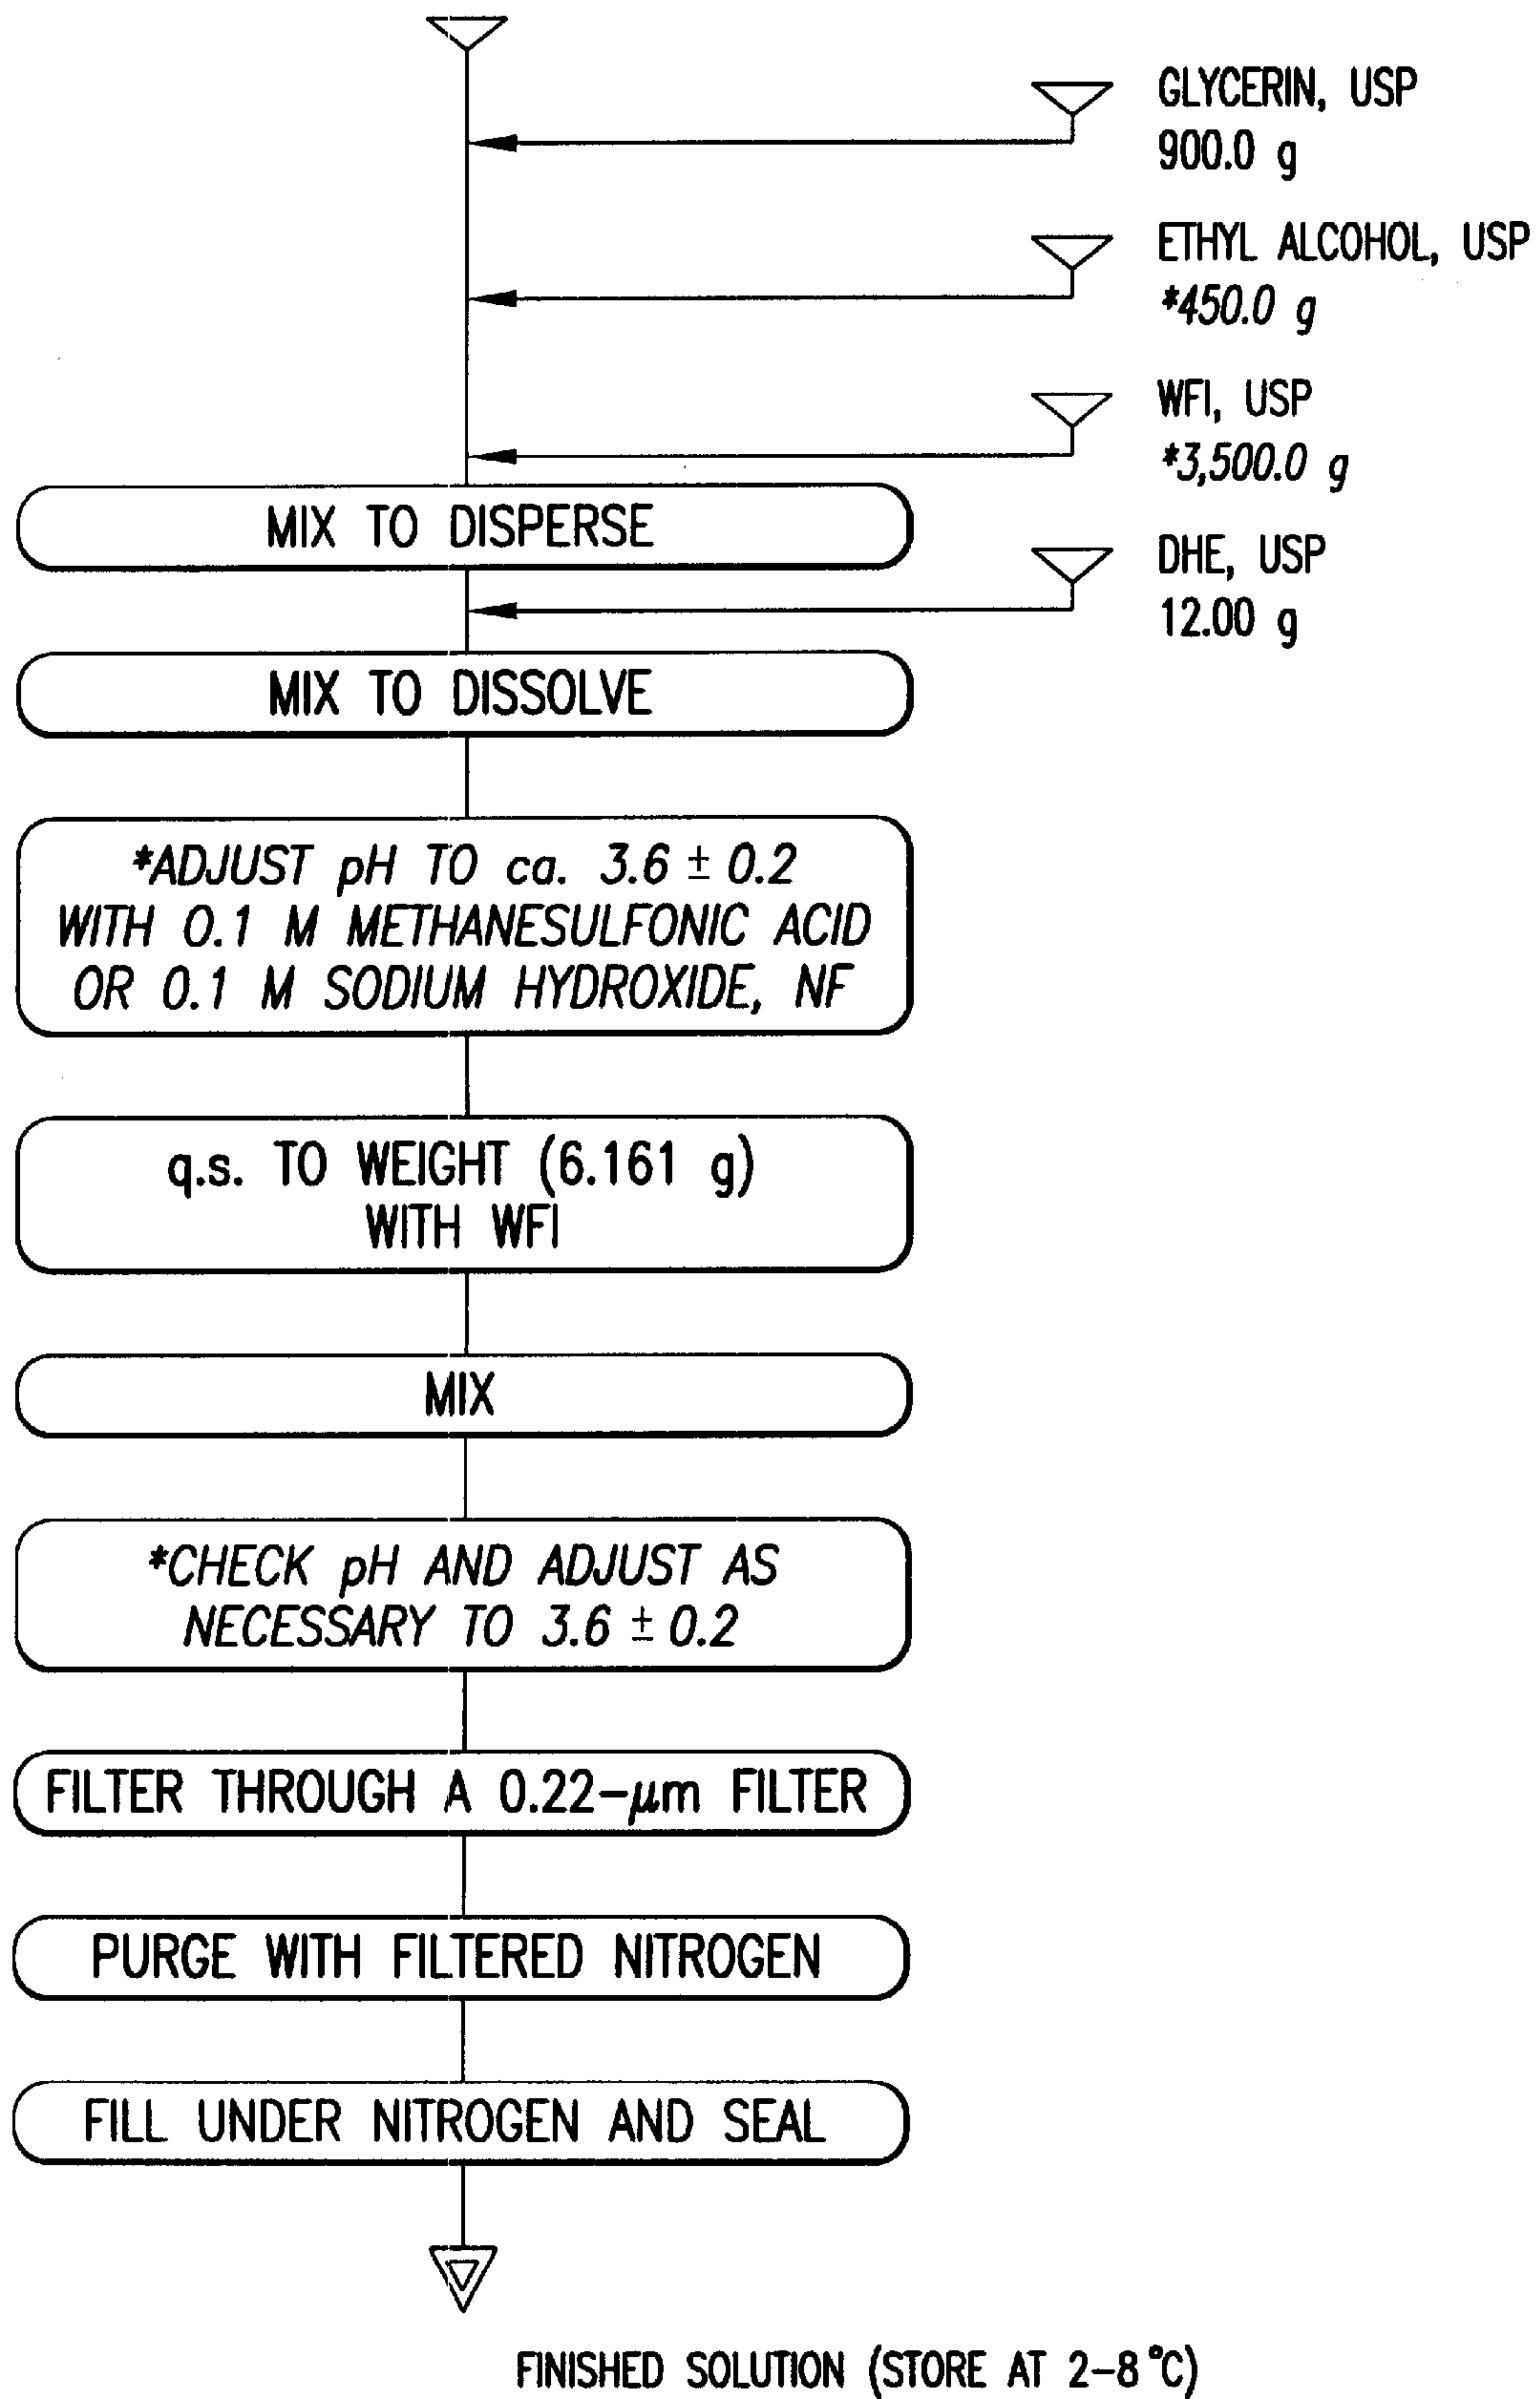 GLYCERIN, USP
900.0 g
ETHYL ALCOHOL, USP
*450.0 g
WFI, USP
*3,500.0 g
MIX TO DISPERSE
DHE, USP
12.00 g
MIX TO DISSOLVE
*ADJUST pH TO ca. 3.6 ± 0.2
WITH 0.1 M METHANESULFONIC ACID
OR 0.1 M SODIUM HYDROXIDE, NF
q.s. TO WEIGHT (6.161 g)
WITH WFI
MIX
*CHECK pH AND ADJUST AS
NECESSARY TO 3.6 ± 0.2
FILTER THROUGH A 0.22-μm FILTER
PURGE WITH FILTERED NITROGEN
FILL UNDER NITROGEN AND SEAL
FINISHED SOLUTION (STORE AT 2-8°C)